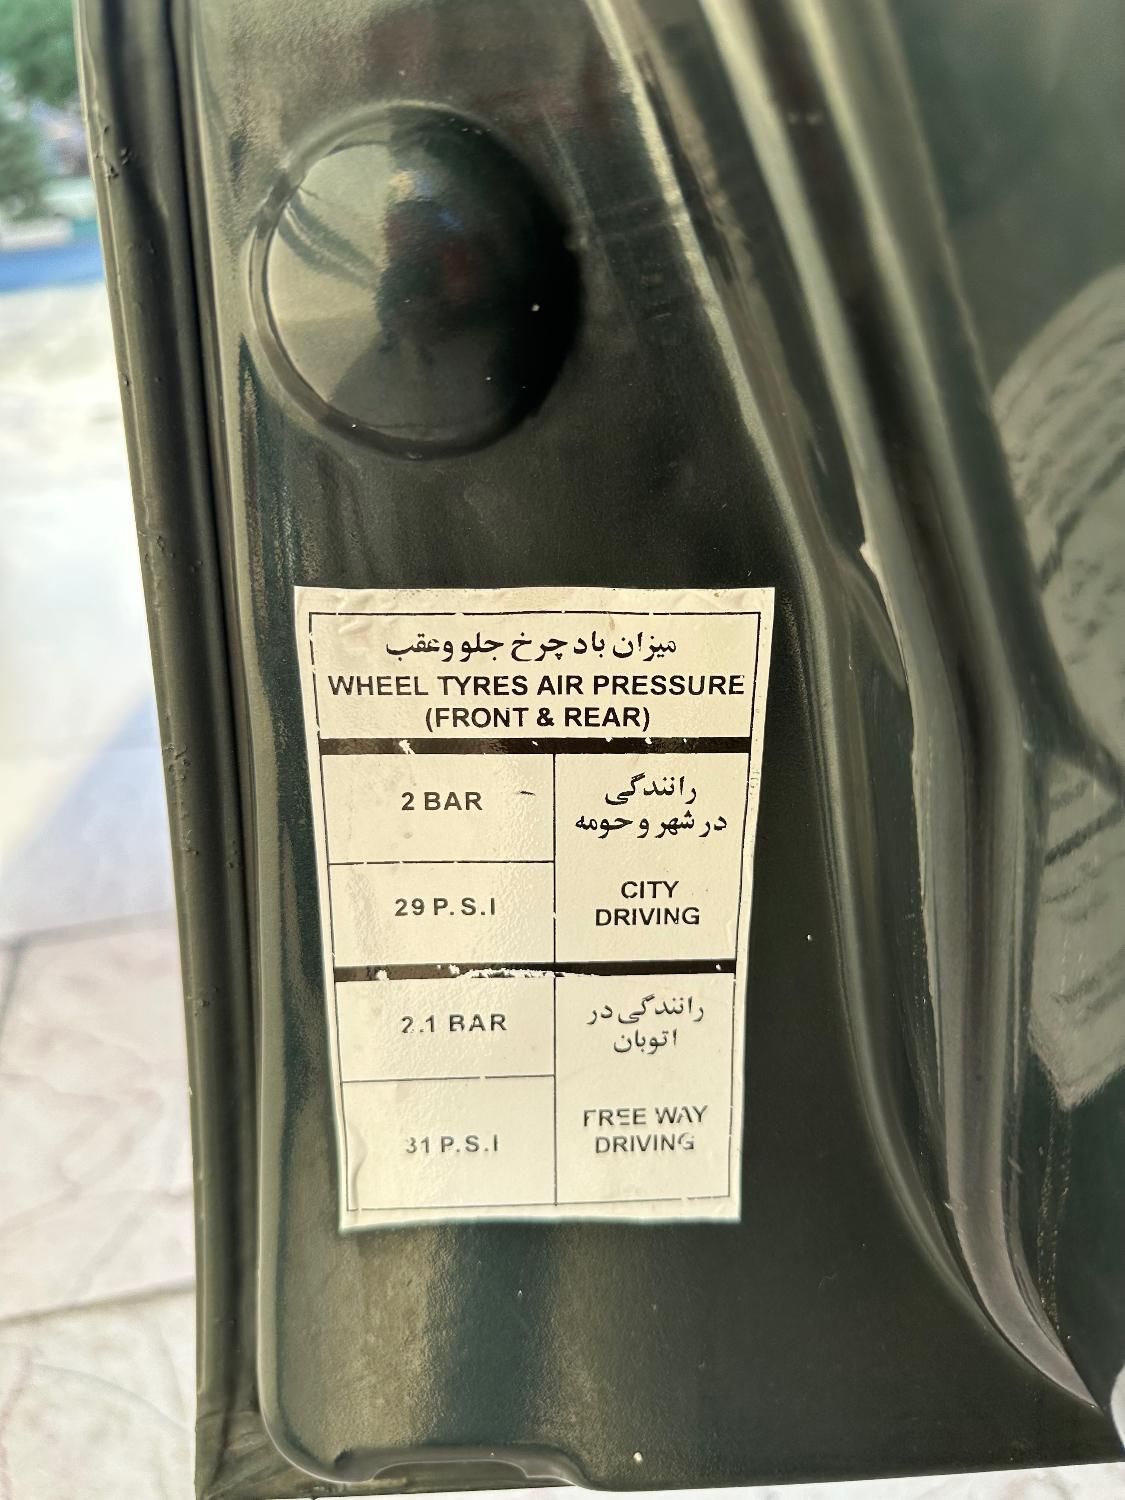 میزان باد چرخ جلو و عقب
WHEEL TYRES AIR PRESSURE
(FRONT & REAR)
2 BAR
29 P.S.I
رانندگی
در شهر و حومه
CITY
DRIVING
2.1 BAR
31 P.S.I
رانندگی در
اتوبان
FREE WAY
DRIVING